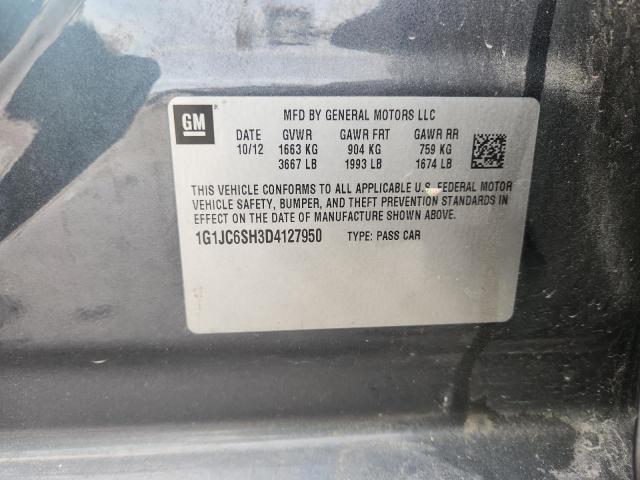 GM
MFD BY GENERAL MOTORS LLC
DATE GVWR GAWR FRT GAWR RR
10/12 1663 KG 904 KG 759 KG
3667 LB 1993 LB 1674 LB
THIS VEHICLE CONFORMS TO ALL APPLICABLE U.S. FEDERAL MOTOR
VEHICLE SAFETY, BUMPER, AND THEFT PREVENTION STANDARDS IN
EFFECT ON THE DATE OF MANUFACTURE SHOWN ABOVE.
1G1JC6SH3D4127950 TYPE: PASS CAR